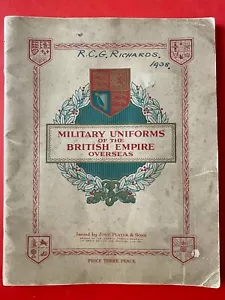 R.C.G. RICHARDS.
1938.
MILITARY UNIFORMS
OF THE
BRITISH EMPIRE
OVERSEAS
Issued by John Player & Sons
PRICE THREE PENCE